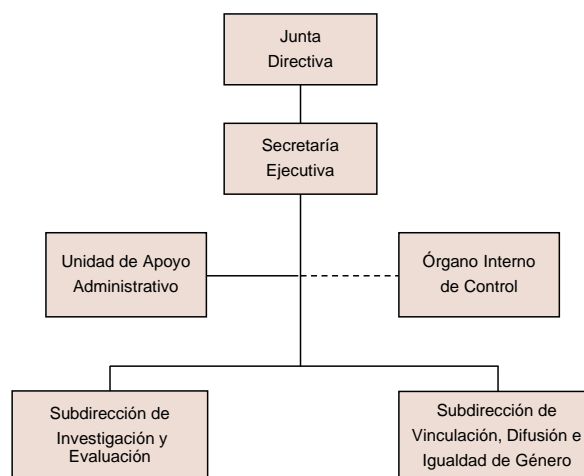 Junta
Directiva
Secretaría
Ejecutiva
Unidad de Apoyo
Administrativo
Órgano Interno
de Control
Subdirección de
Investigación y
Evaluación
Subdirección de
Vinculación, Difusión e
Igualdad de Género